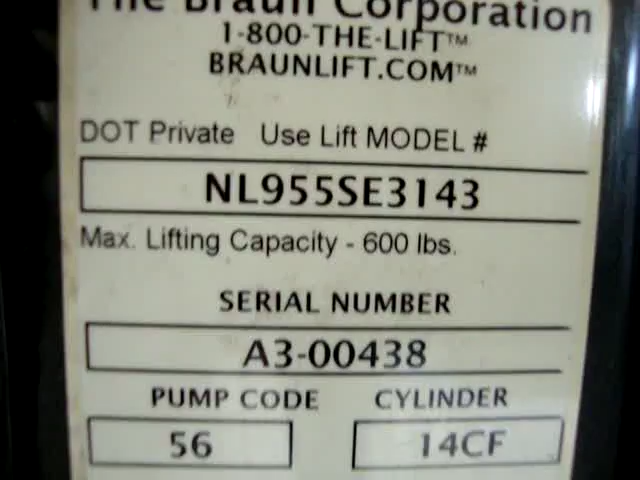 The Braun Corporation
1-800-THE-LIFT™
BRAUNLIFT.COM™
DOT Private Use Lift MODEL #
NL955SE3143
Max. Lifting Capacity - 600 lbs.
SERIAL NUMBER
A3-00438
PUMP CODE CYLINDER
56 14CF